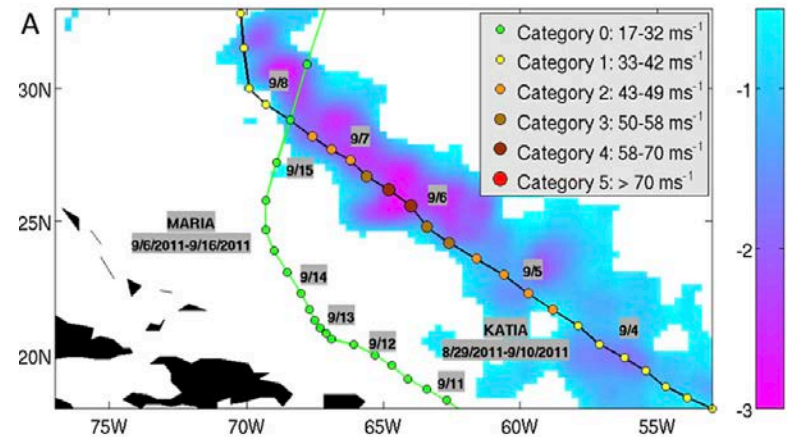 A
Category 0: 17-32 ms⁻¹
Category 1: 33-42 ms⁻¹
Category 2: 43-49 ms⁻¹
Category 3: 50-58 ms⁻¹
Category 4: 58-70 ms⁻¹
Category 5: > 70 ms⁻¹
30N
25N
20N
75W
70W
65W
60W
55W
-1
-2
-3
9/8
9/7
9/15
9/6
MARIA
9/6/2011-9/16/2011
9/5
9/14
9/13
9/12
9/11
KATIA
8/29/2011-9/10/2011
9/4